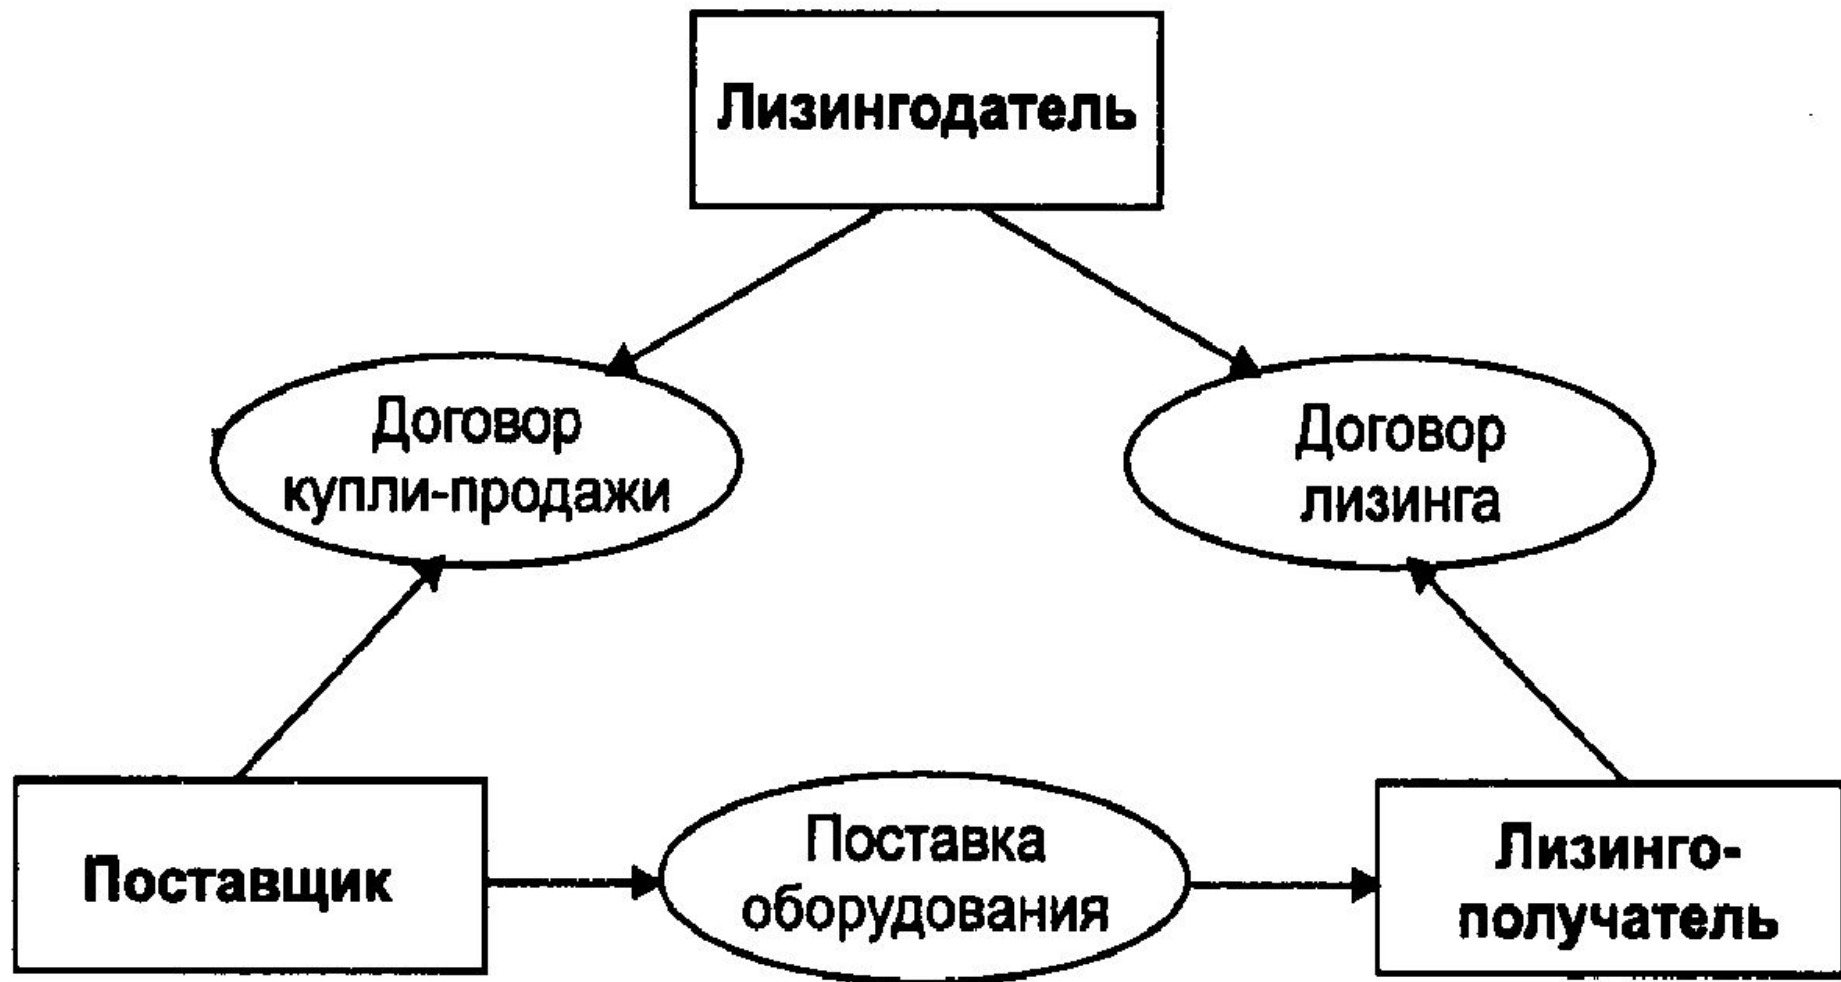 Лизингодатель
Договор
купли-продажи
Договор
лизинга
Поставщик
Поставка
оборудования
Лизинго-
получатель